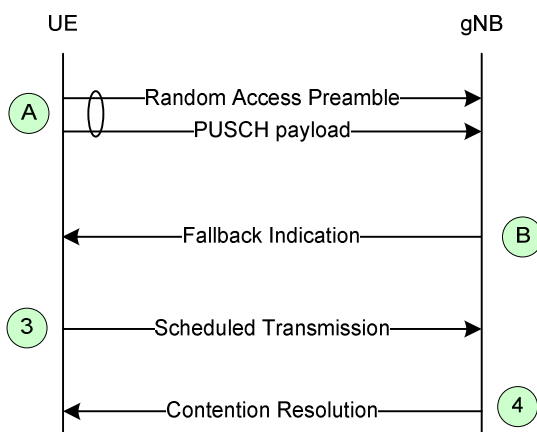 UE gNB
A Random Access Preamble
PUSCH payload
Fallback Indication B
3 Scheduled Transmission
Contention Resolution 4